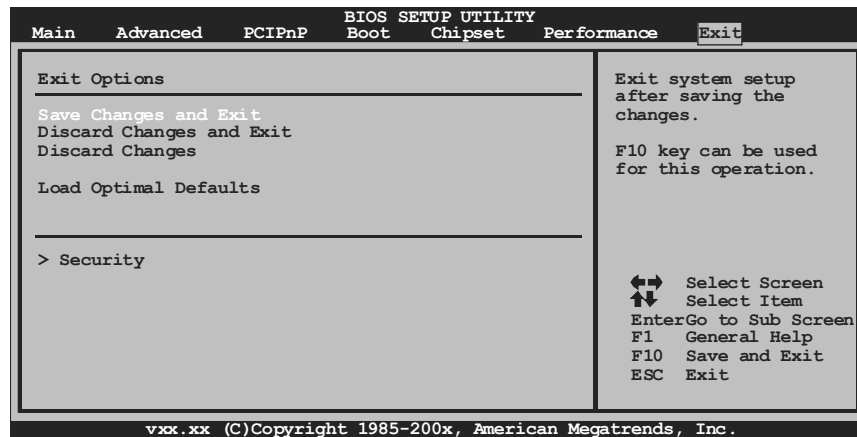 BIOS SETUP UTILITY
Main Advanced PCIPnP Boot Chipset Performance Exit
Exit Options
Save Changes and Exit
Discard Changes and Exit
Discard Changes
Load Optimal Defaults
> Security
Exit system setup
after saving the
changes.
F10 key can be used
for this operation.
Select Screen
Select Item
EnterGo to Sub Screen
F1 General Help
F10 Save and Exit
ESC Exit
vxx.xx (C)Copyright 1985-200x, American Megatrends, Inc.